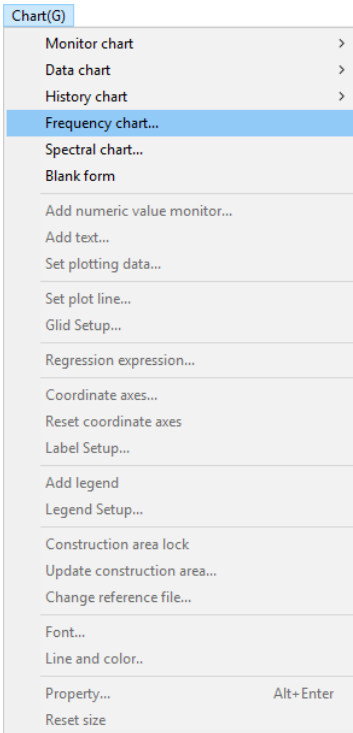 Chart(G)
Monitor chart >
Data chart >
History chart >
Frequency chart...
Spectral chart...
Blank form
Add numeric value monitor...
Add text...
Set plotting data...
Set plot line...
Glid Setup...
Regression expression...
Coordinate axes...
Reset coordinate axes
Label Setup...
Add legend
Legend Setup...
Construction area lock
Update construction area...
Change reference file...
Font...
Line and color..
Property... Alt+Enter
Reset size